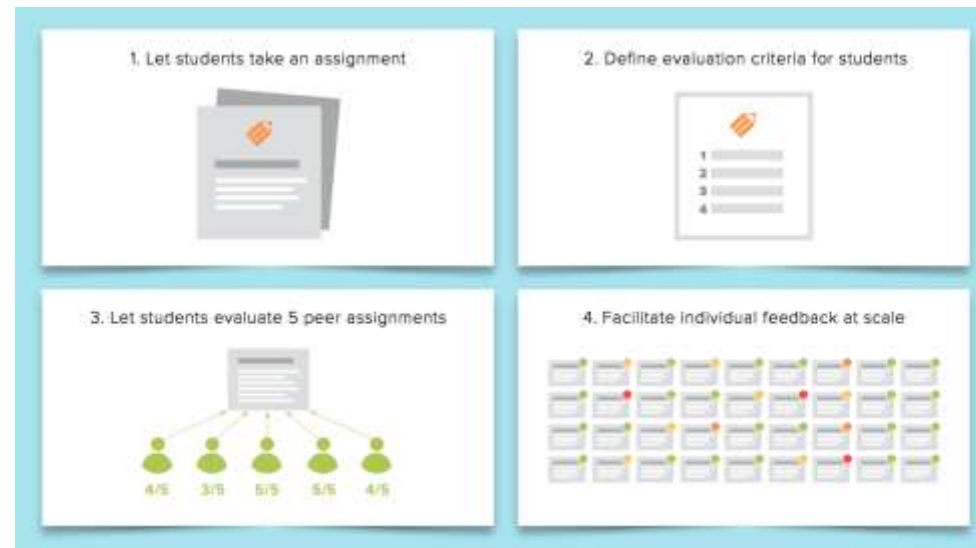 1. Let students take an assignment
2. Define evaluation criteria for students
1
2
3
4
3. Let students evaluate 5 peer assignments
4/5 3/5 5/5 5/5 4/5
4. Facilitate individual feedback at scale